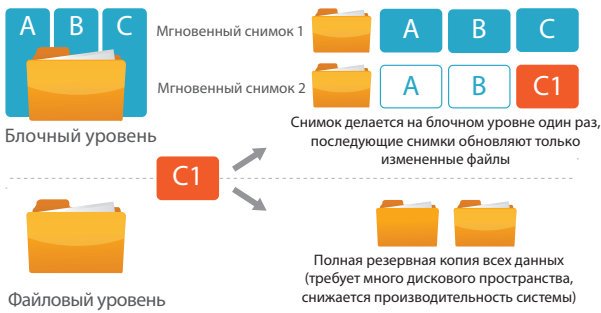 A B C
Мгновенный снимок 1
A B C
Мгновенный снимок 2
A B C1
Блочный уровень
Снимок делается на блочном уровне один раз,
последующие снимки обновляют только
измененные файлы
C1
Полная резервная копия всех данных
(требует много дискового пространства,
снижается производительность системы)
Файловый уровень